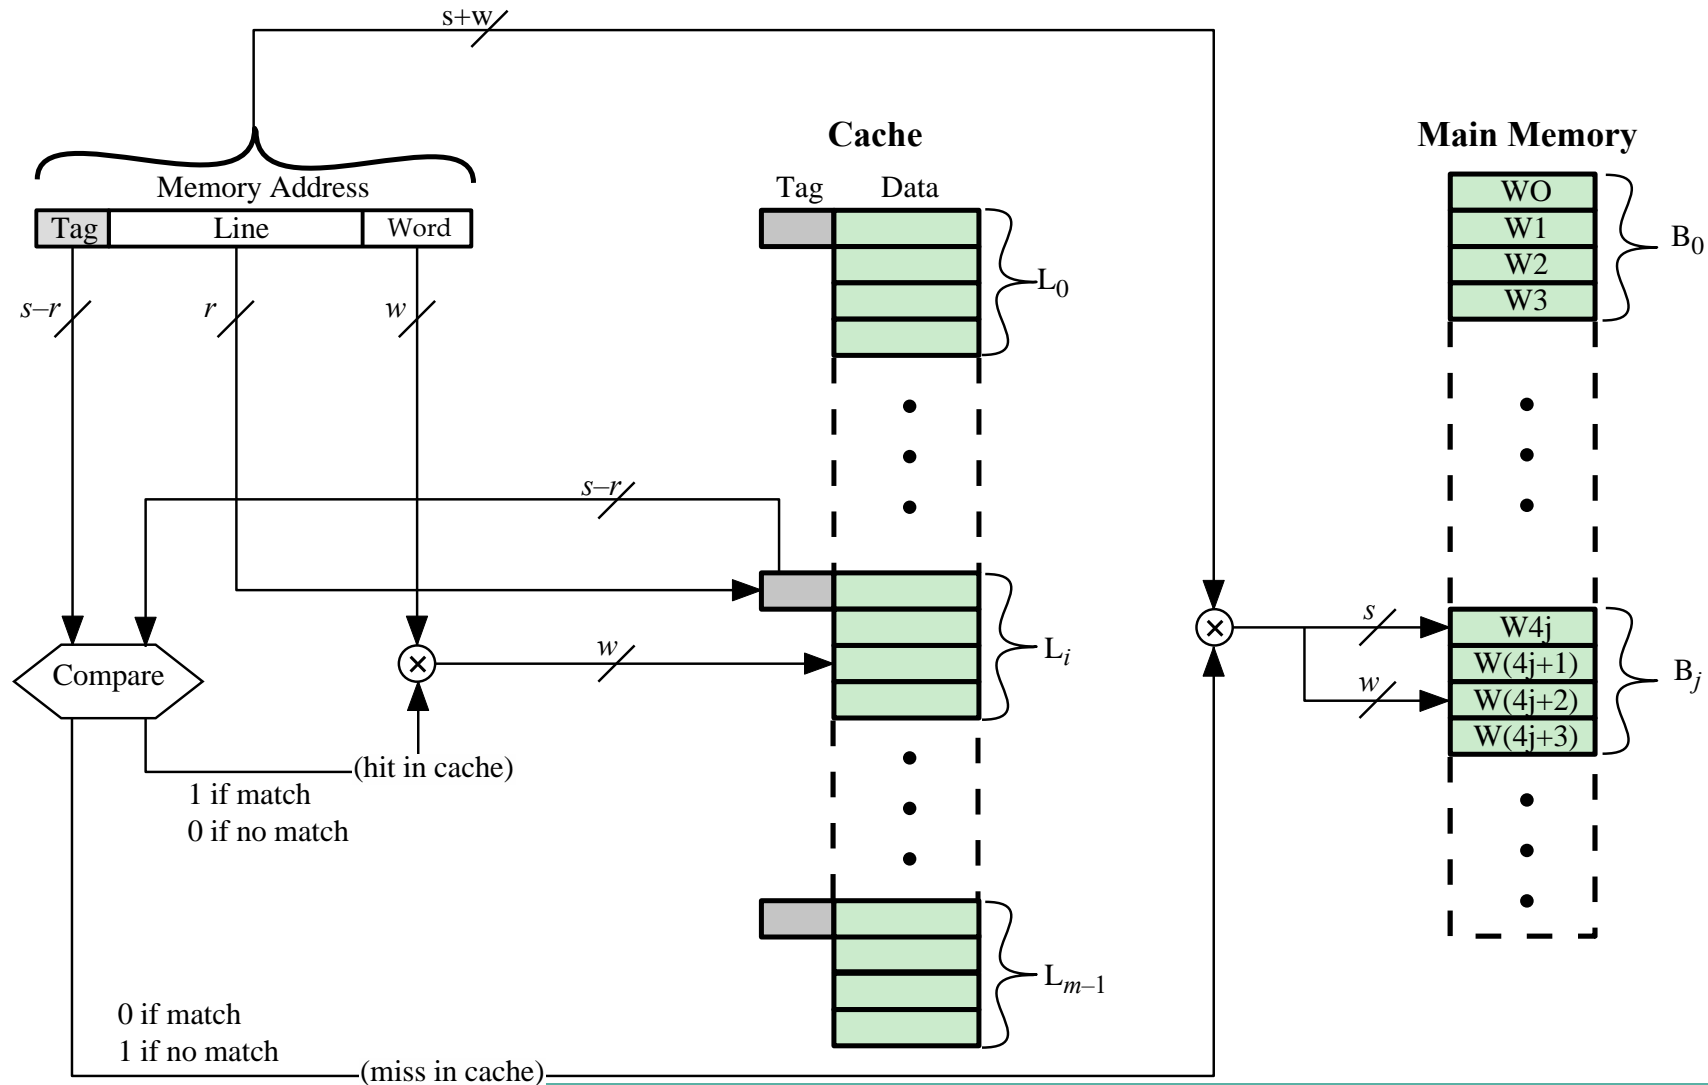 s+w
Cache
Main Memory
Memory Address
Tag Data
Tag Line Word
WO
W1
W2
W3
B0
L0
s–r
r
w
s–r
Compare
w
Li
s
w
W4j
W(4j+1)
W(4j+2)
W(4j+3)
Bj
(hit in cache)
1 if match
0 if no match
Lm–1
0 if match
1 if no match
(miss in cache)